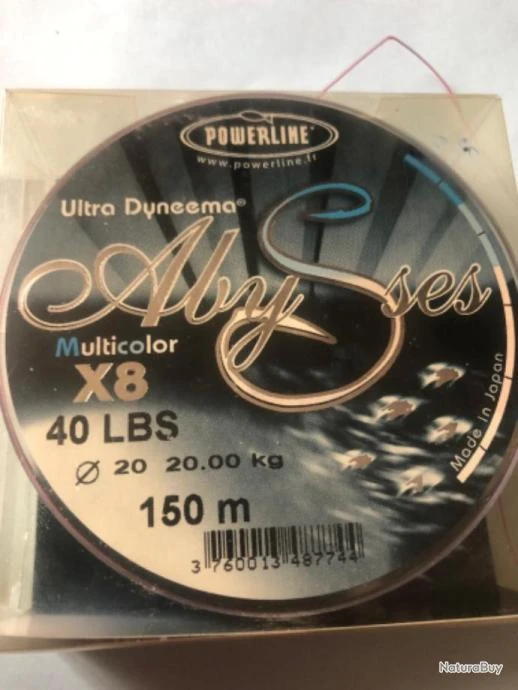 POWERLINE®
www.powerline.fr
Ultra Dyneema®
AbySses
Multicolor
X8
40 LBS
Ø 20 20.00 kg
150 m
3 760013 487744
Made In Japan
NaturaBuy